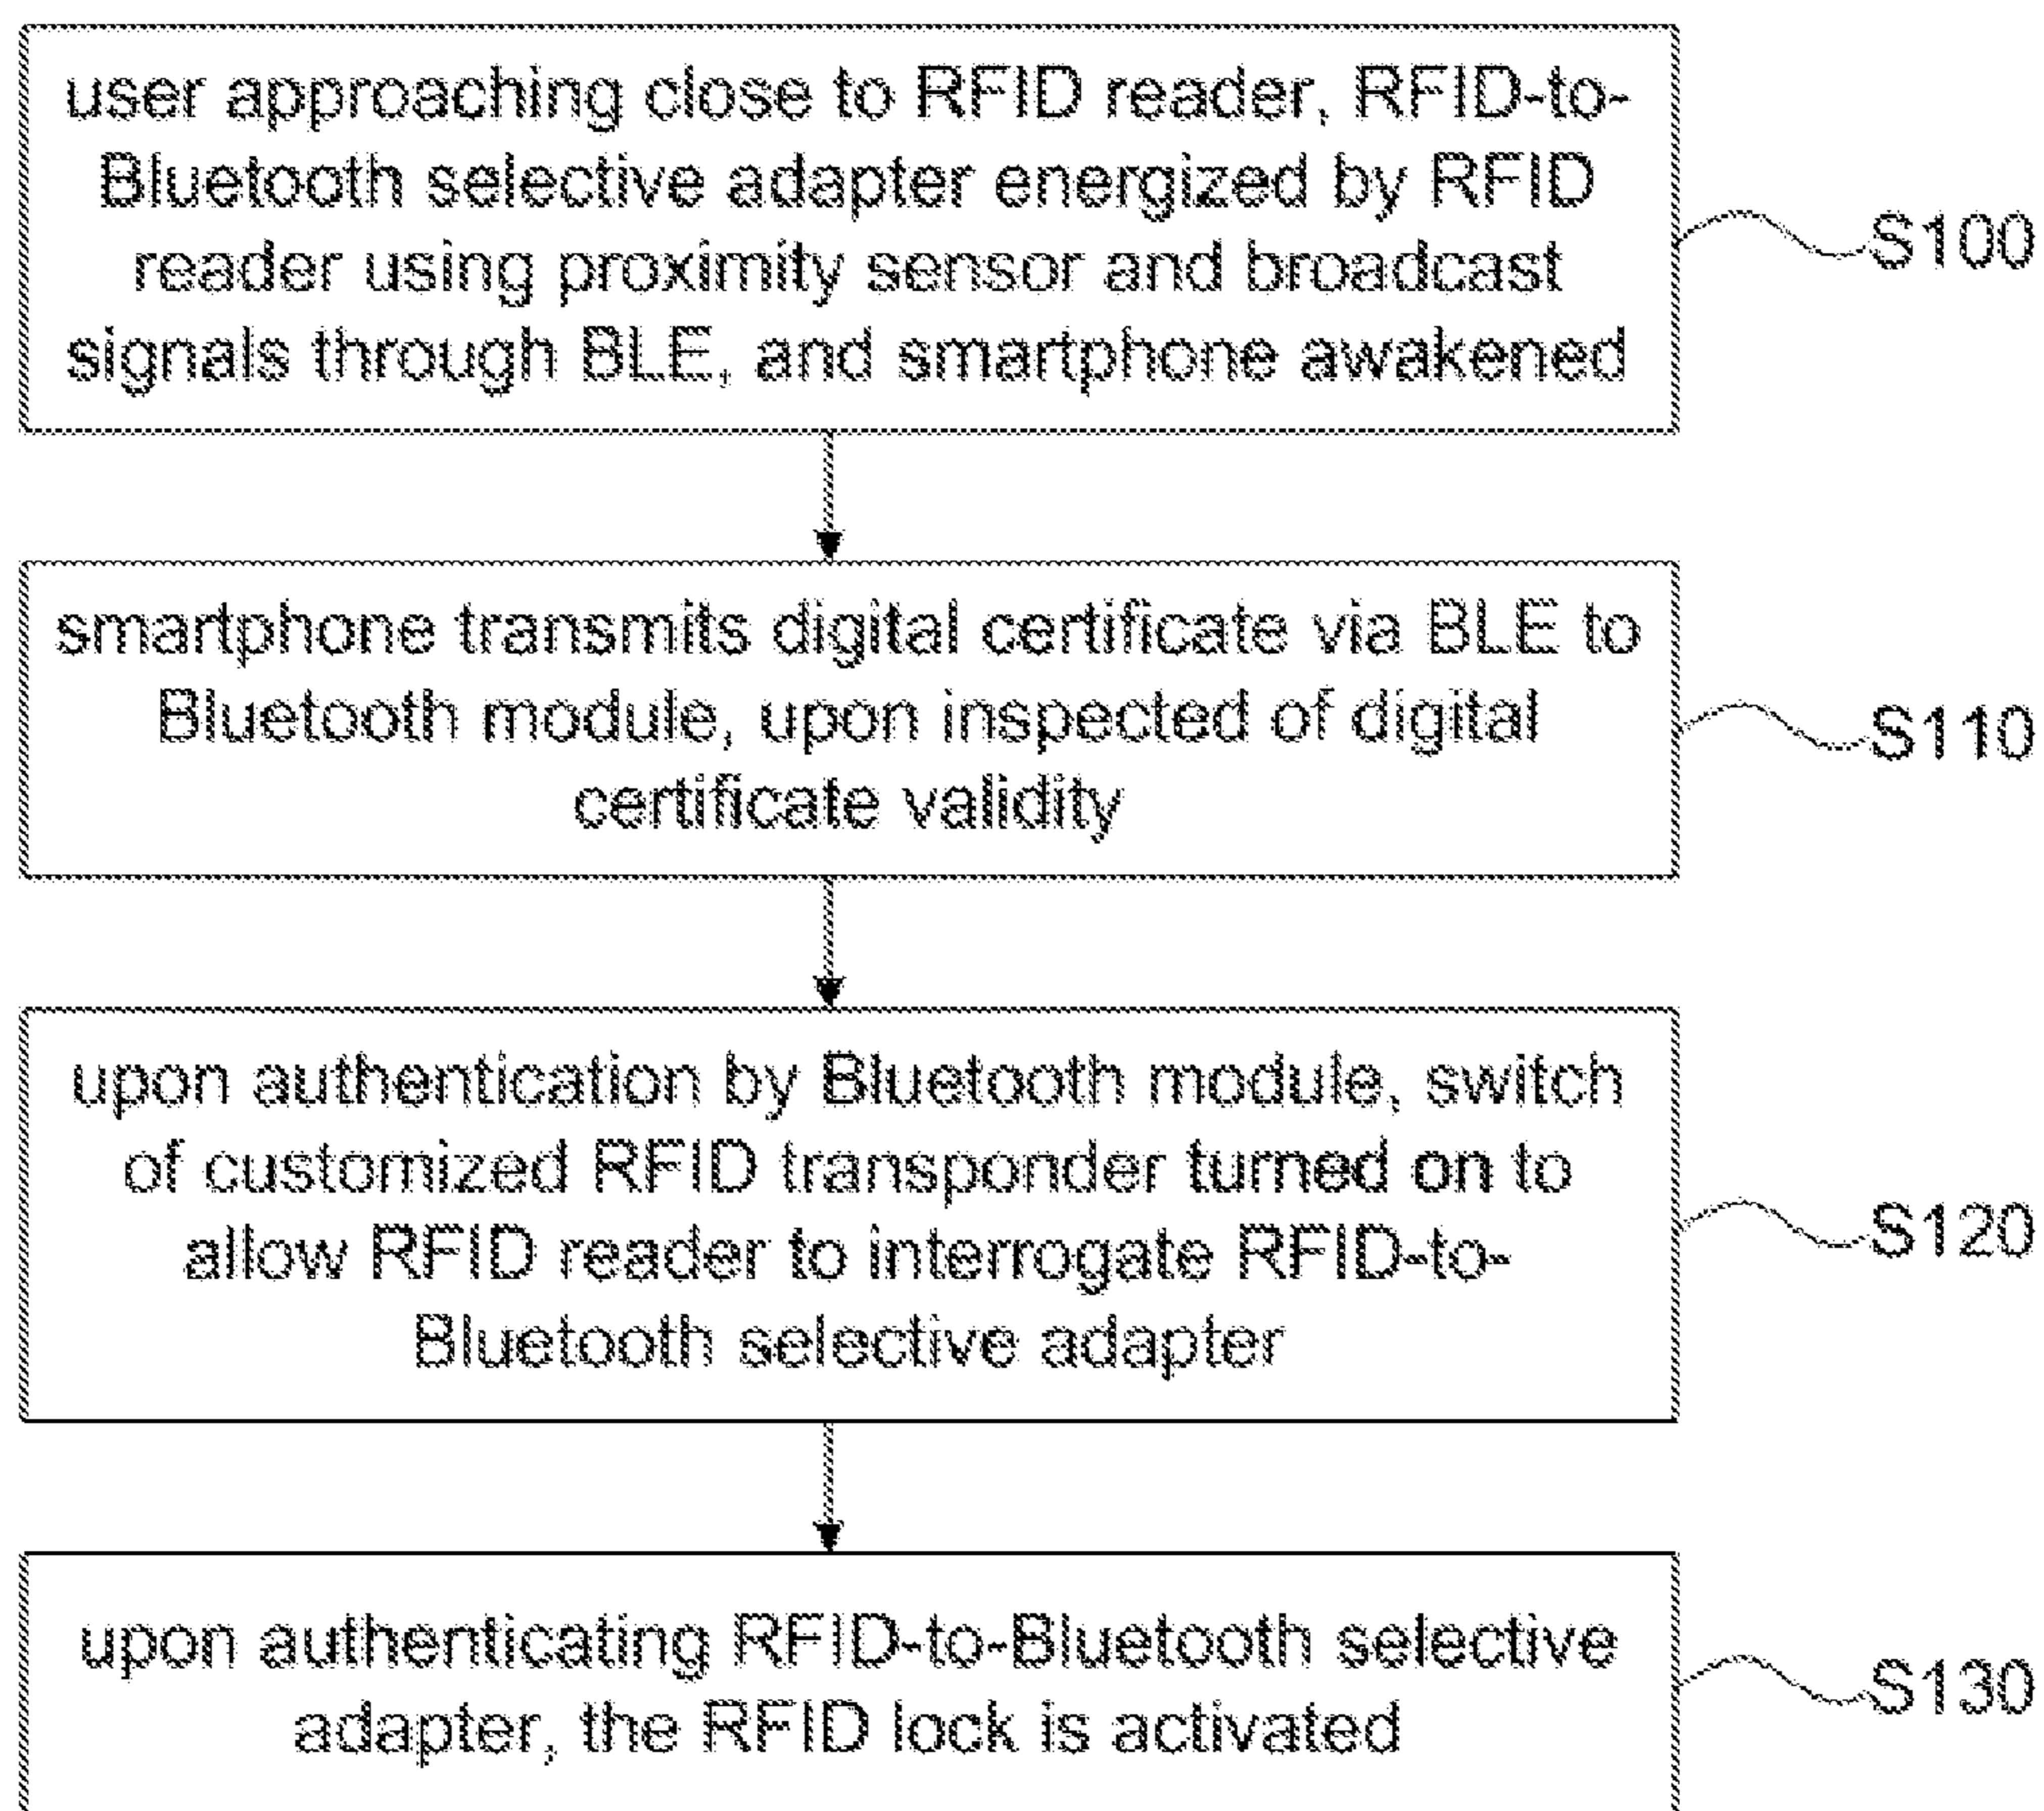 user approaching close to RFID reader, RFID-to-
Bluetooth selective adapter energized by RFID
reader using proximity sensor and broadcast
signals through BLE, and smartphone awakened
S100
smartphone transmits digital certificate via BLE to
Bluetooth module, upon inspected of digital
certificate validity
S110
upon authentication by Bluetooth module, switch
of customized RFID transponder turned on to
allow RFID reader to interrogate RFID-to-
Bluetooth selective adapter
S120
upon authenticating RFID-to-Bluetooth selective
adapter, the RFID lock is activated
S130